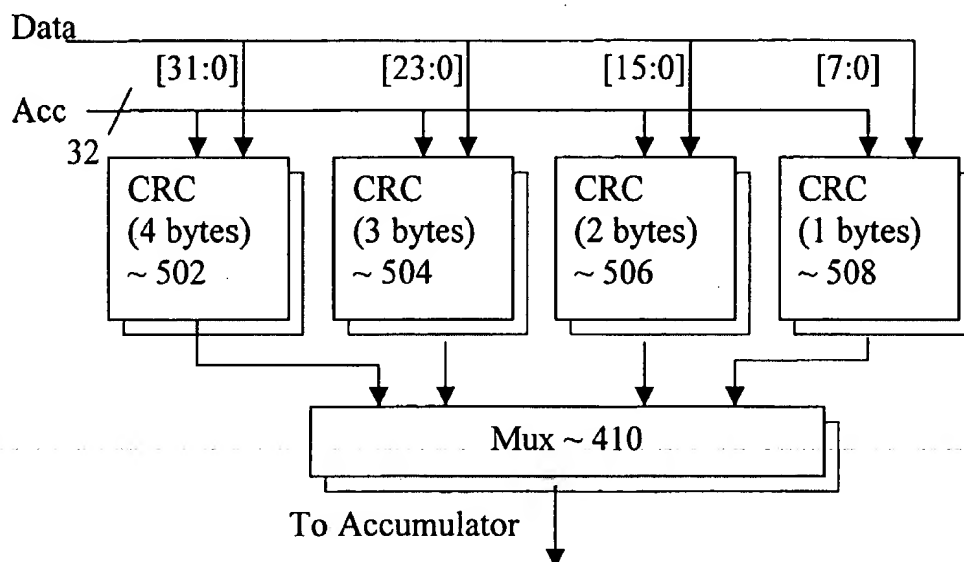 Data
[31:0]
[23:0]
[15:0]
[7:0]
Acc
32
CRC
(4 bytes)
~ 502
CRC
(3 bytes)
~ 504
CRC
(2 bytes)
~ 506
CRC
(1 bytes)
~ 508
Mux ~ 410
To Accumulator